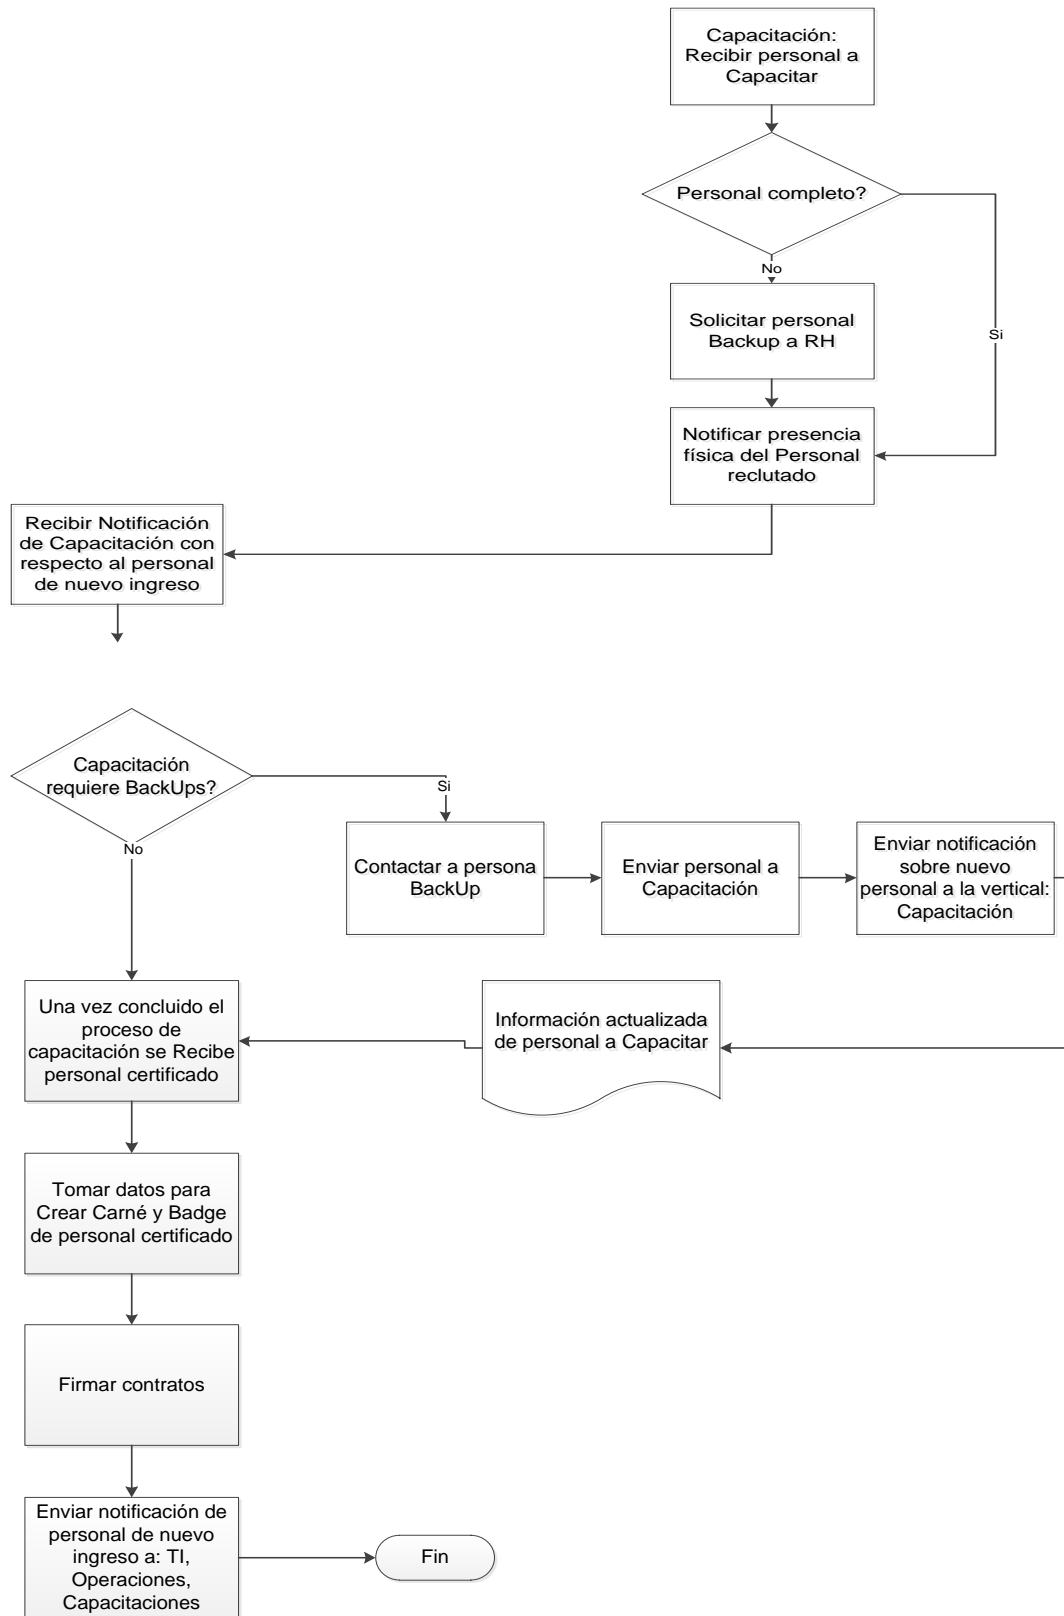 Capacitación:
Recibir personal a
Capacitar
Personal completo?
No
Si
Solicitar personal
Backup a RH
Notificar presencia
física del Personal
reclutado
Recibir Notificación
de Capacitación con
respecto al personal
de nuevo ingreso
Capacitación
requiere BackUps?
Si
No
Contactar a persona
BackUp
Enviar personal a
Capacitación
Enviar notificación
sobre nuevo
personal a la vertical:
Capacitación
Una vez concluido el
proceso de
capacitación se Recibe
personal certificado
Información actualizada
de personal a Capacitar
Tomar datos para
Crear Carné y Badge
de personal certificado
Firmar contratos
Enviar notificación de
personal de nuevo
ingreso a: TI,
Operaciones,
Capacitaciones
Fin